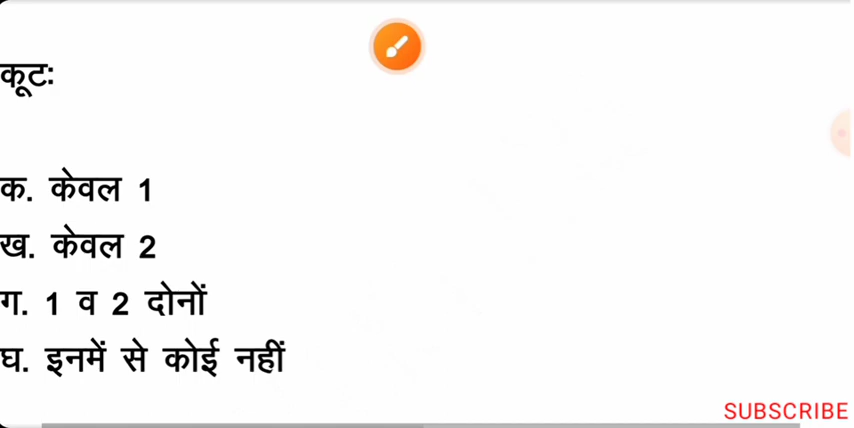 कूटः
क. केवल 1
ख. केवल 2
ग. 1 व 2 दोनों
घ. इनमें से कोई नहीं
SUBSCRIBE